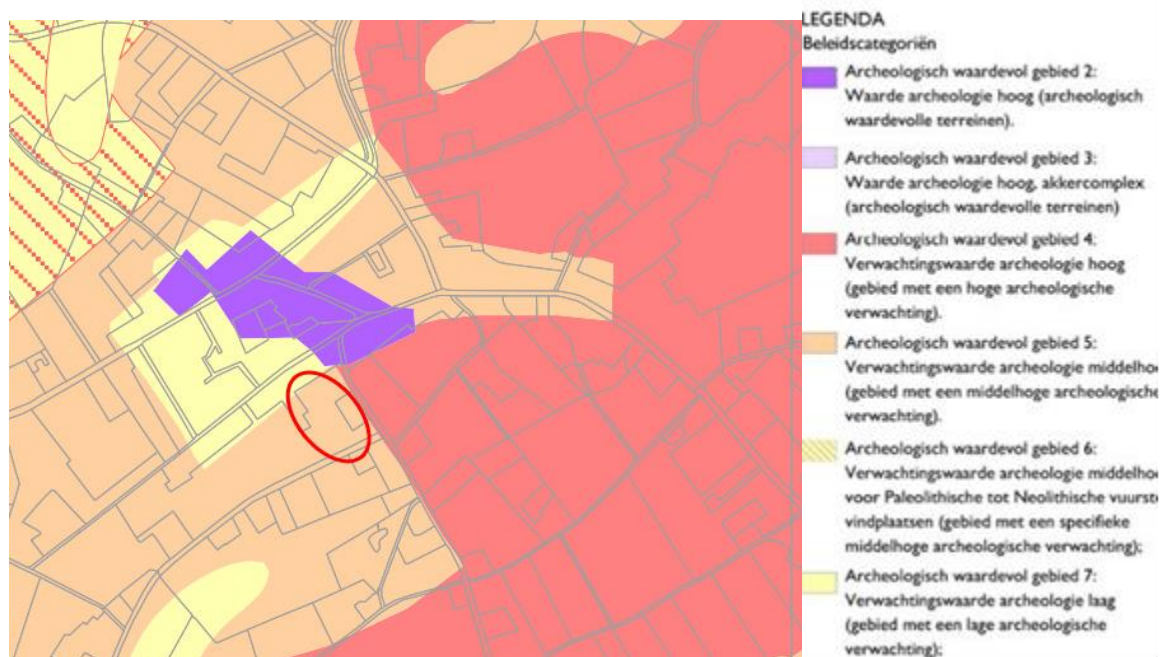 LEGENDA
Beleidscategoriën
Archeologisch waardevol gebied 2:
Waarde archeologie hoog (archeologisch
waardevolle terreinen).
Archeologisch waardevol gebied 3:
Waarde archeologie hoog, akkercomplex
(archeologisch waardevolle terreinen)
Archeologisch waardevol gebied 4:
Verwachtingswaarde archeologie hoog
(gebied met een hoge archeologische
verwachting).
Archeologisch waardevol gebied 5:
Verwachtingswaarde archeologie middelho
(gebied met een middelhoge archeologische
verwachting).
Archeologisch waardevol gebied 6:
Verwachtingswaarde archeologie middelho
voor Paleolithische tot Neolithische vuurst
vindplaatsen (gebied met een specifieke
middelhoge archeologische verwachting);
Archeologisch waardevol gebied 7:
Verwachtingswaarde archeologie laag
(gebied met een lage archeologische
verwachting);